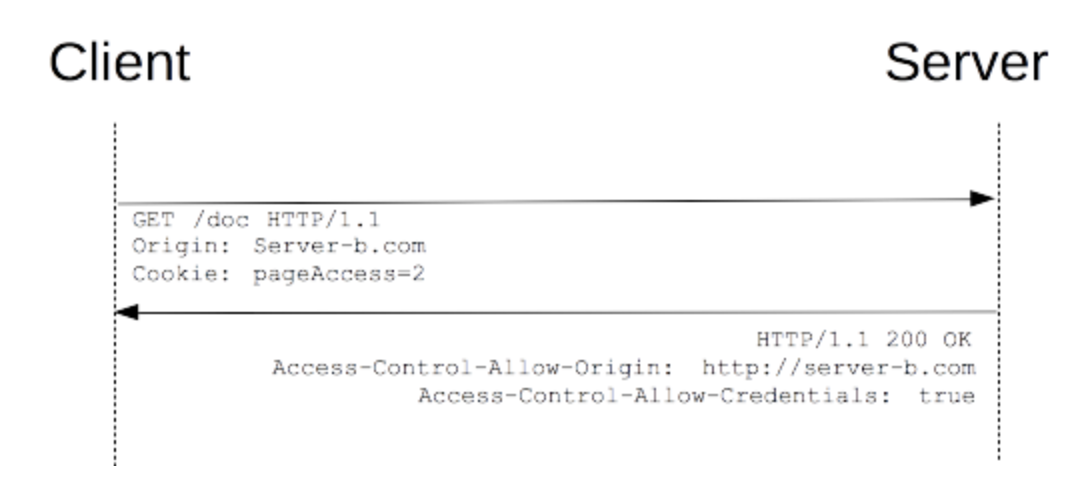 Client
Server
GET /doc HTTP/1.1
Origin: Server-b.com
Cookie: pageAccess=2
HTTP/1.1 200 OK
Access-Control-Allow-Origin: http://server-b.com
Access-Control-Allow-Credentials: true